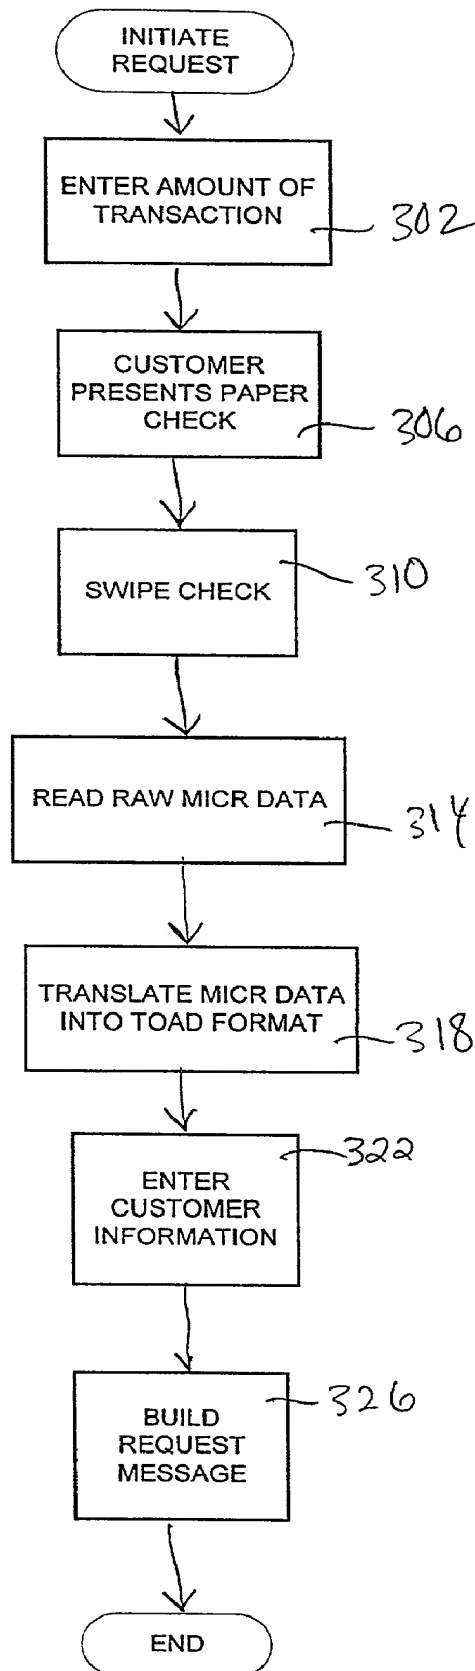 INITIATE
REQUEST
ENTER AMOUNT OF
TRANSACTION
302
CUSTOMER
PRESENTS PAPER
CHECK
306
SWIPE CHECK
310
READ RAW MICR DATA
314
TRANSLATE MICR DATA
INTO TOAD FORMAT
318
322
ENTER
CUSTOMER
INFORMATION
326
BUILD
REQUEST
MESSAGE
END